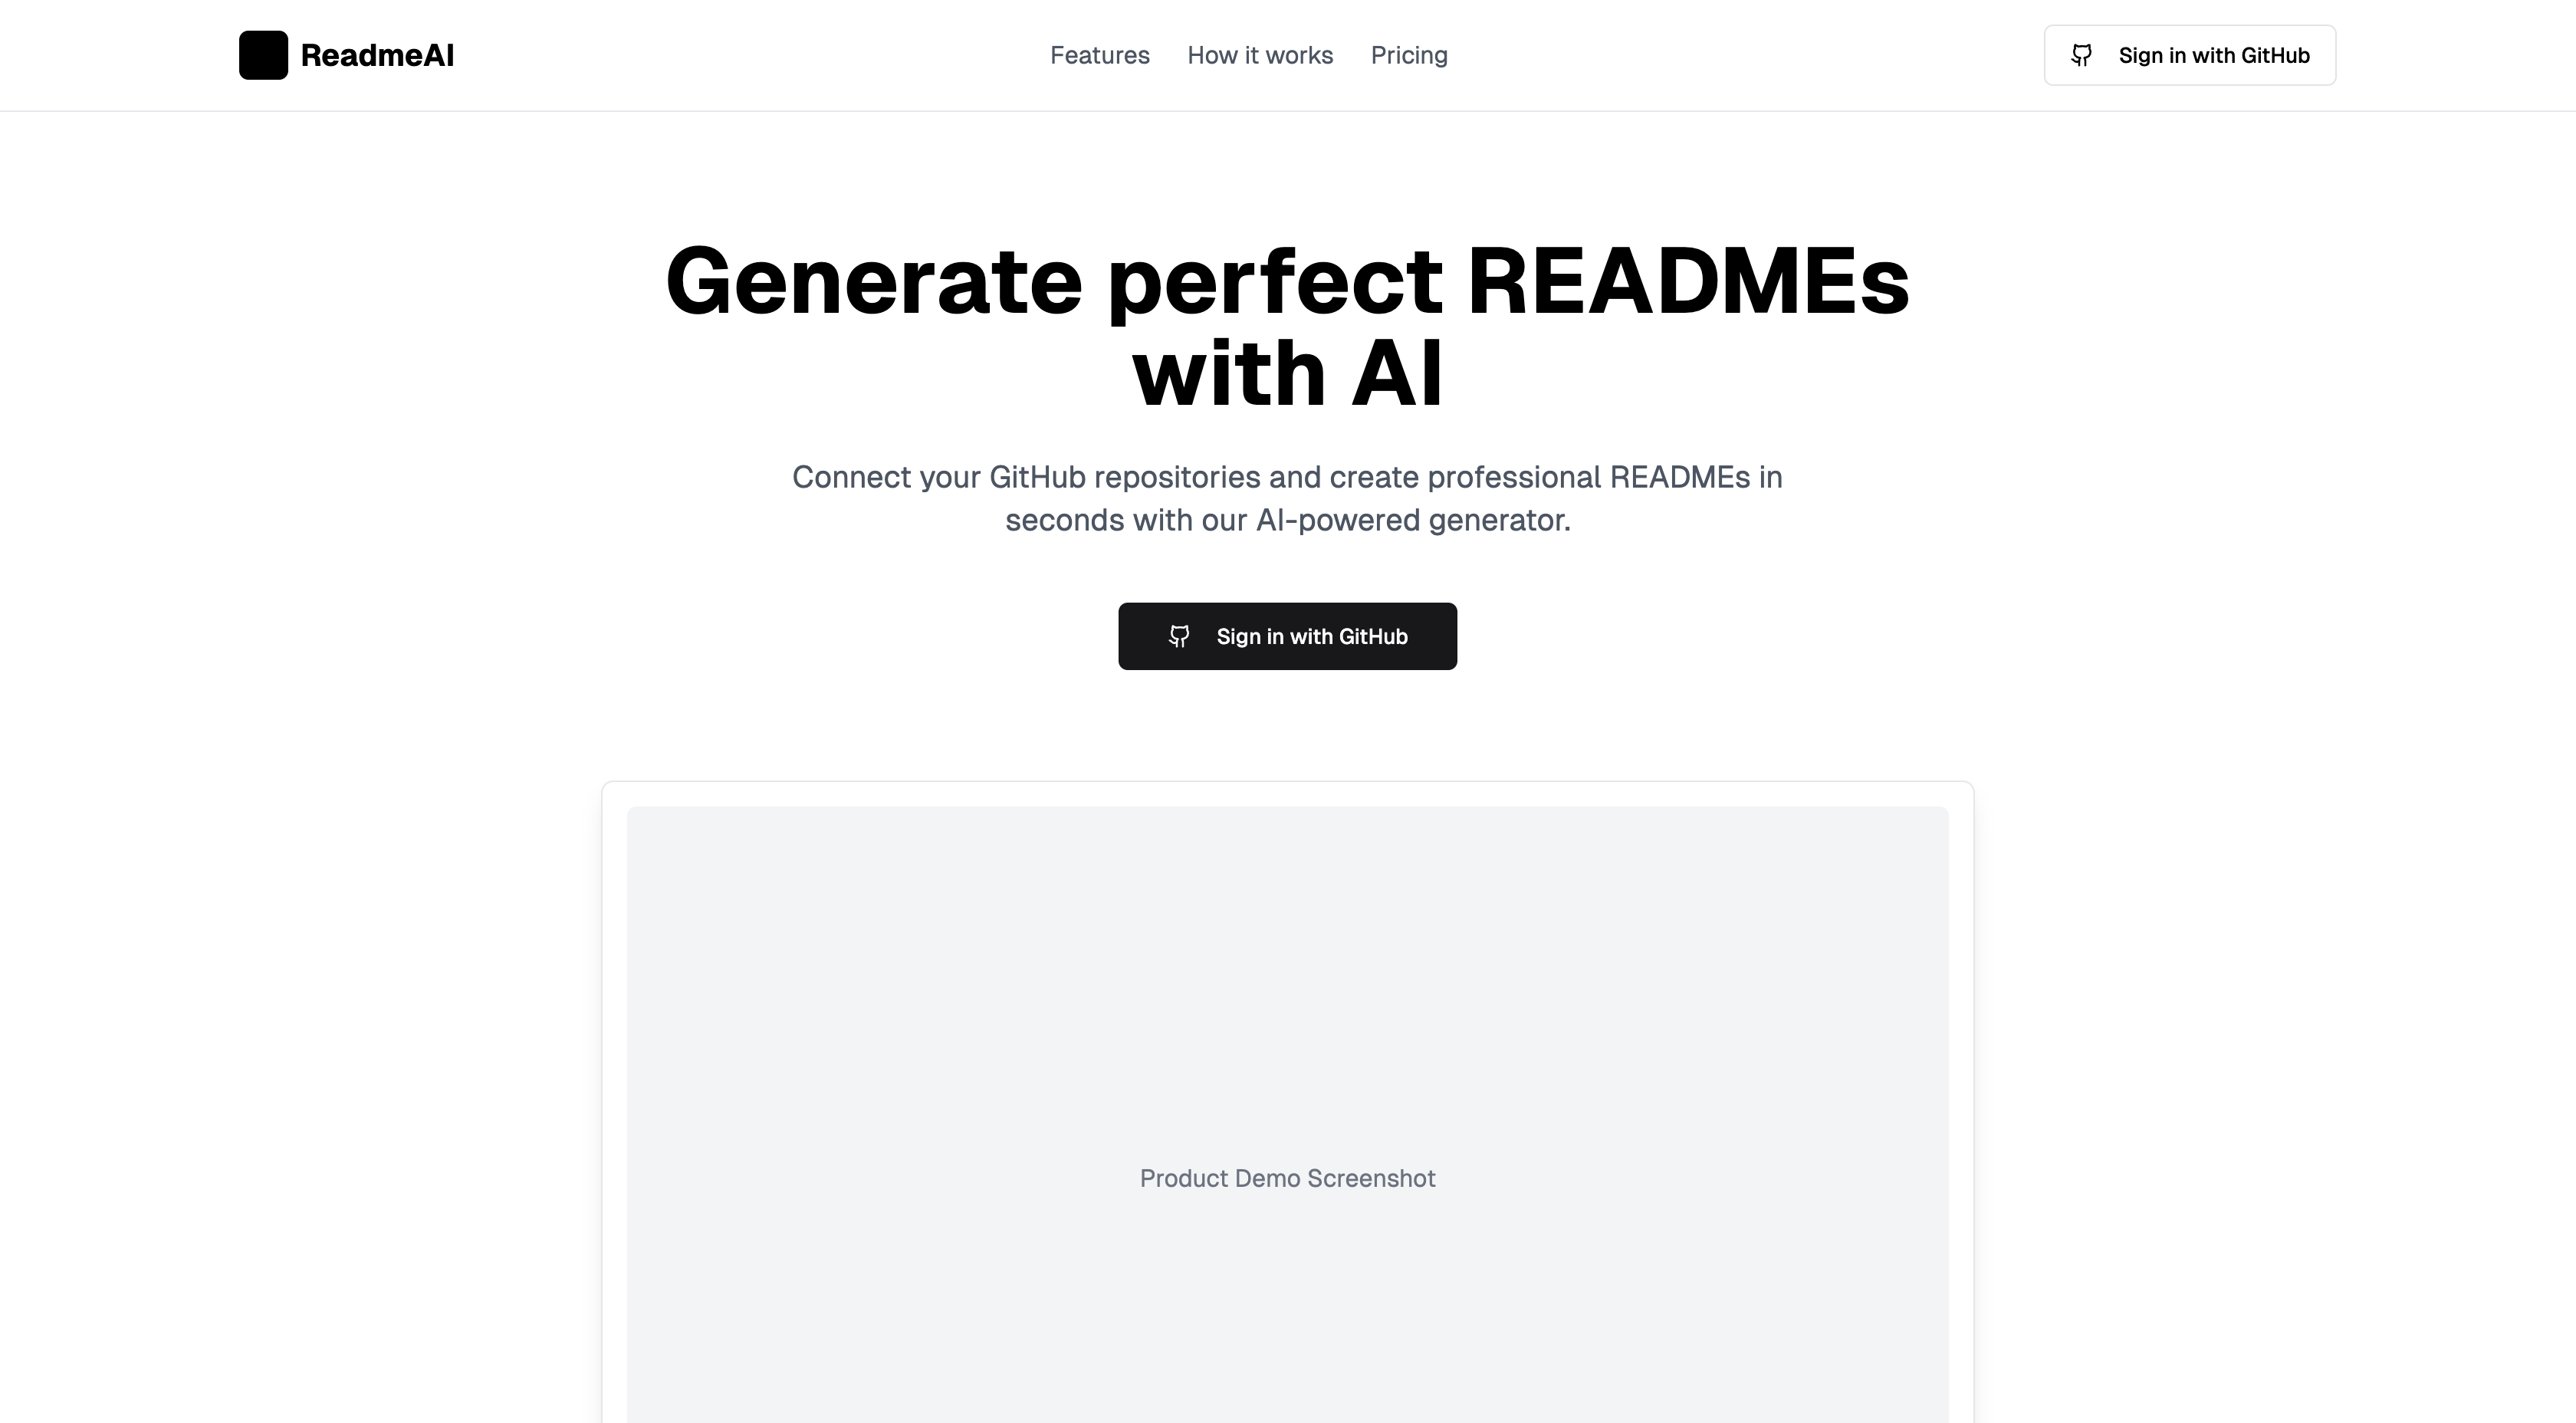 ReadmeAI
Features
How it works
Pricing
Sign in with GitHub
Generate perfect READMEs
with AI
Connect your GitHub repositories and create professional READMEs in
seconds with our AI-powered generator.
Sign in with GitHub
Product Demo Screenshot